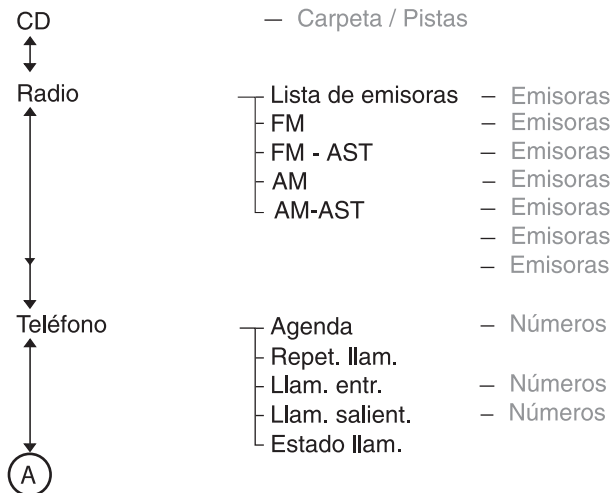 CD – Carpeta / Pistas
Radio Lista de emisoras – Emisoras
FM – Emisoras
FM - AST – Emisoras
AM – Emisoras
AM-AST – Emisoras
– Emisoras
– Emisoras
Teléfono Agenda – Números
Repet. llam.
Llam. entr. – Números
Llam. salient. – Números
Estado llam.
A